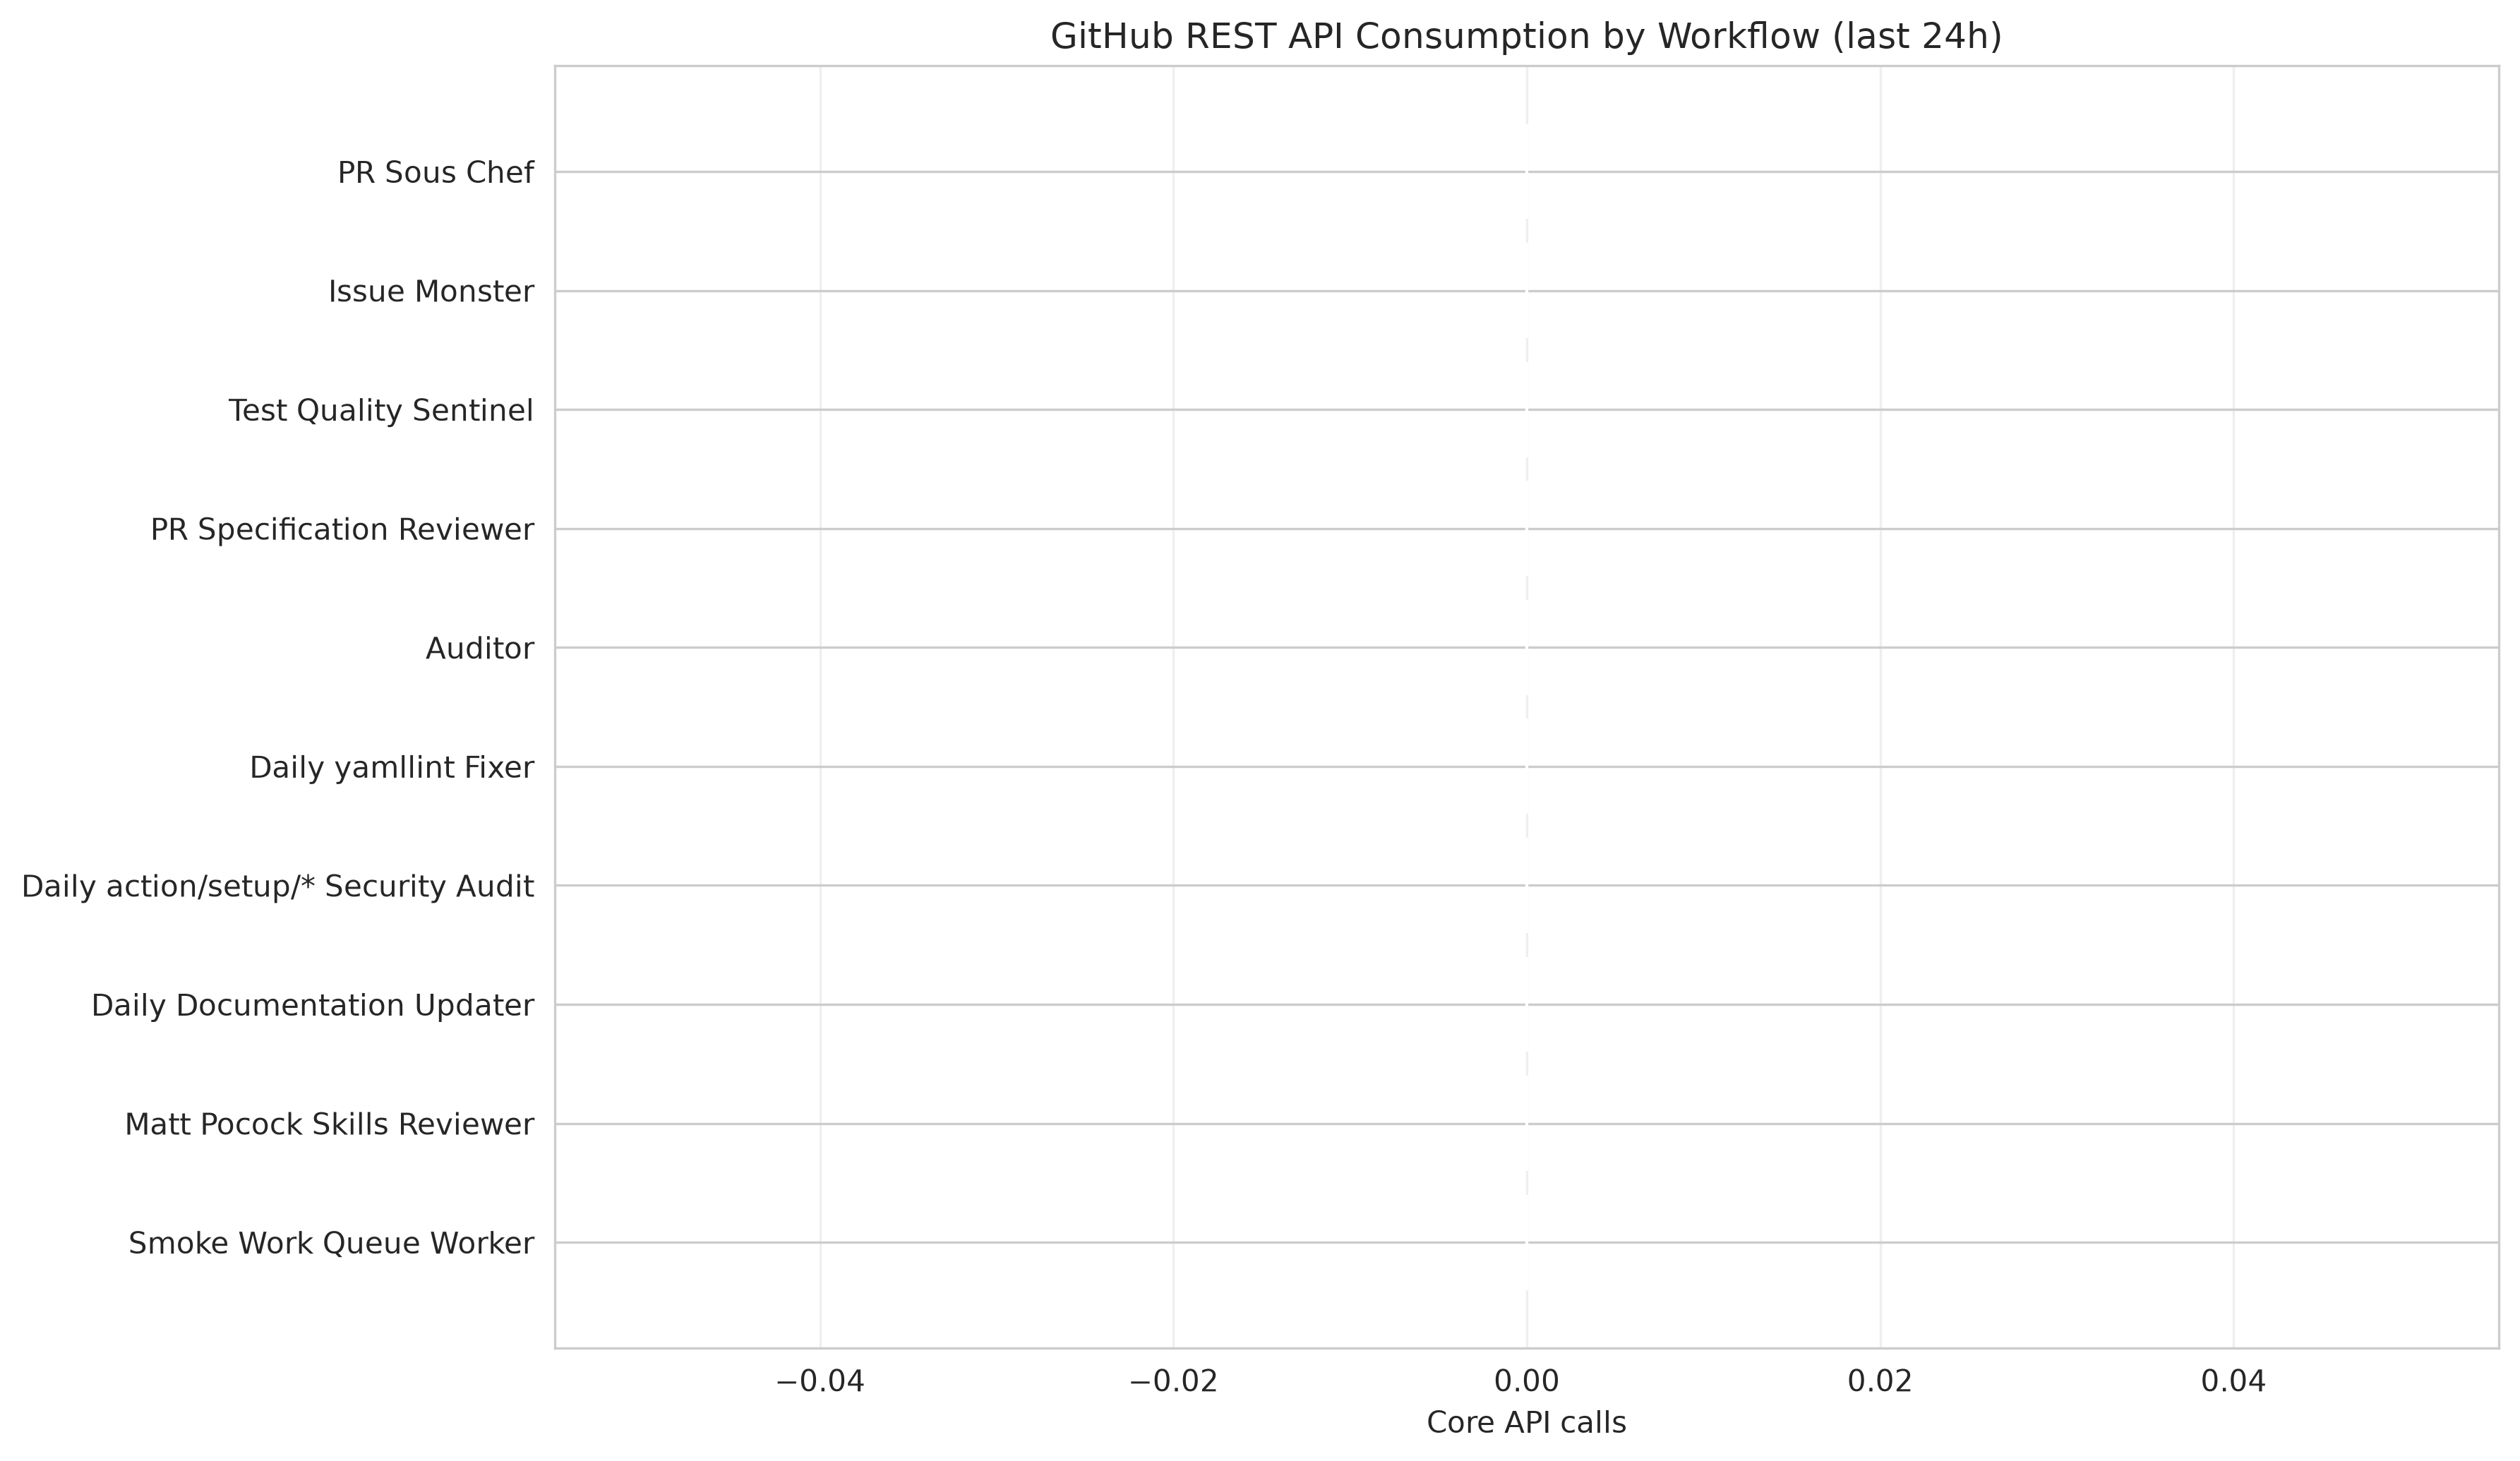 GitHub REST API Consumption by Workflow (last 24h)
PR Sous Chef
Issue Monster
Test Quality Sentinel
PR Specification Reviewer
Auditor
Daily yamllint Fixer
Daily action/setup/* Security Audit
Daily Documentation Updater
Matt Pocock Skills Reviewer
Smoke Work Queue Worker
−0.04 −0.02 0.00 0.02 0.04
Core API calls